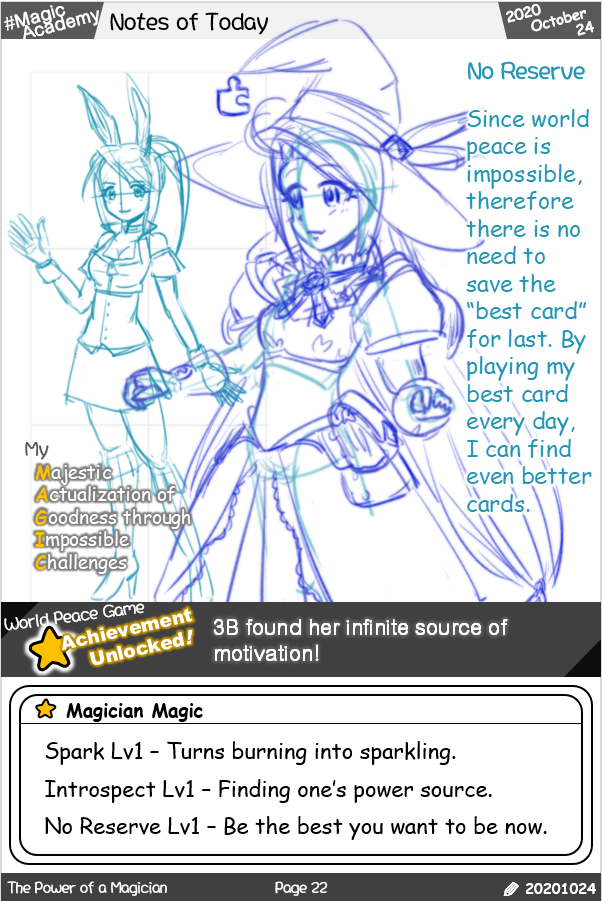 #Magic
Academy
Notes of Today
2020
October
24
No Reserve
Since world
peace is
impossible,
therefore
there is no
need to
save the
“best card”
for last. By
playing my
best card
every day,
I can find
even better
cards.
My
Majestic
Actualization of
Goodness through
Impossible
Challenges
World Peace Game
Achievement
Unlocked!
3B found her infinite source of
motivation!
Magician Magic
Spark Lv1 – Turns burning into sparkling.
Introspect Lv1 – Finding one’s power source.
No Reserve Lv1 – Be the best you want to be now.
The Power of a Magician
Page 22
20201024